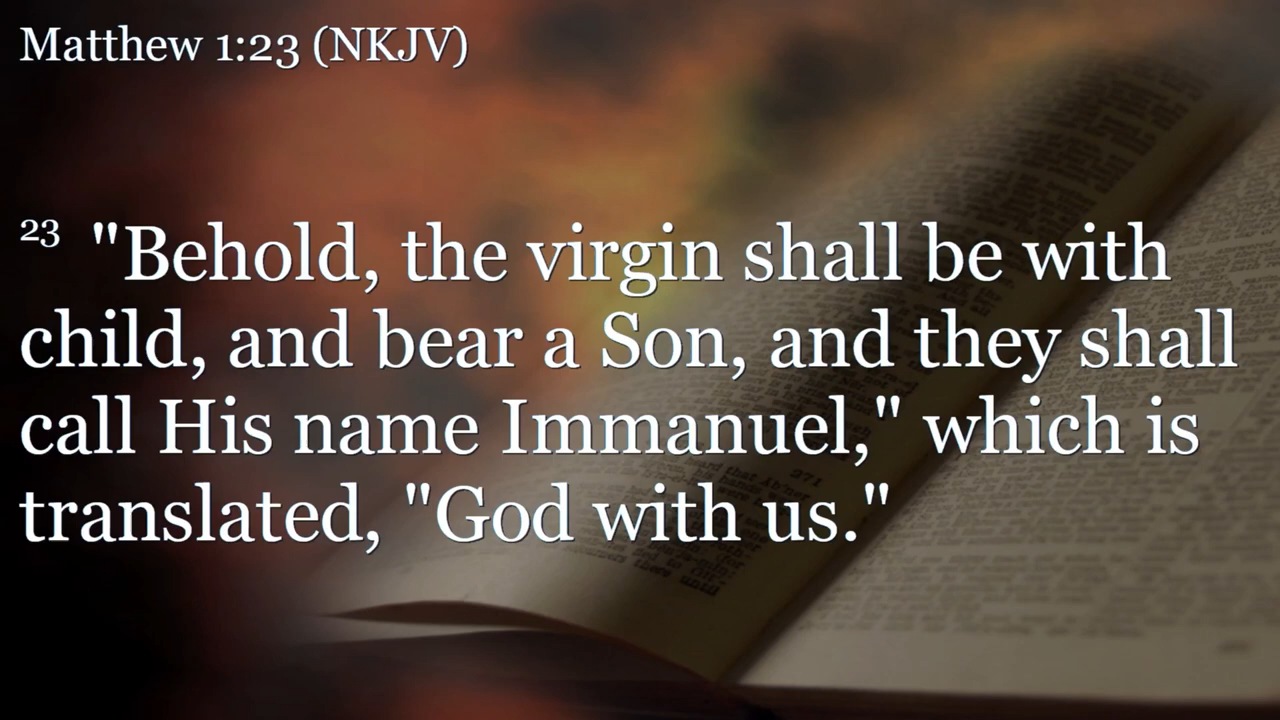 Matthew 1:23 (NKJV)
23 "Behold, the virgin shall be with
child, and bear a Son, and they shall
call His name Immanuel," which is
translated, "God with us."
271